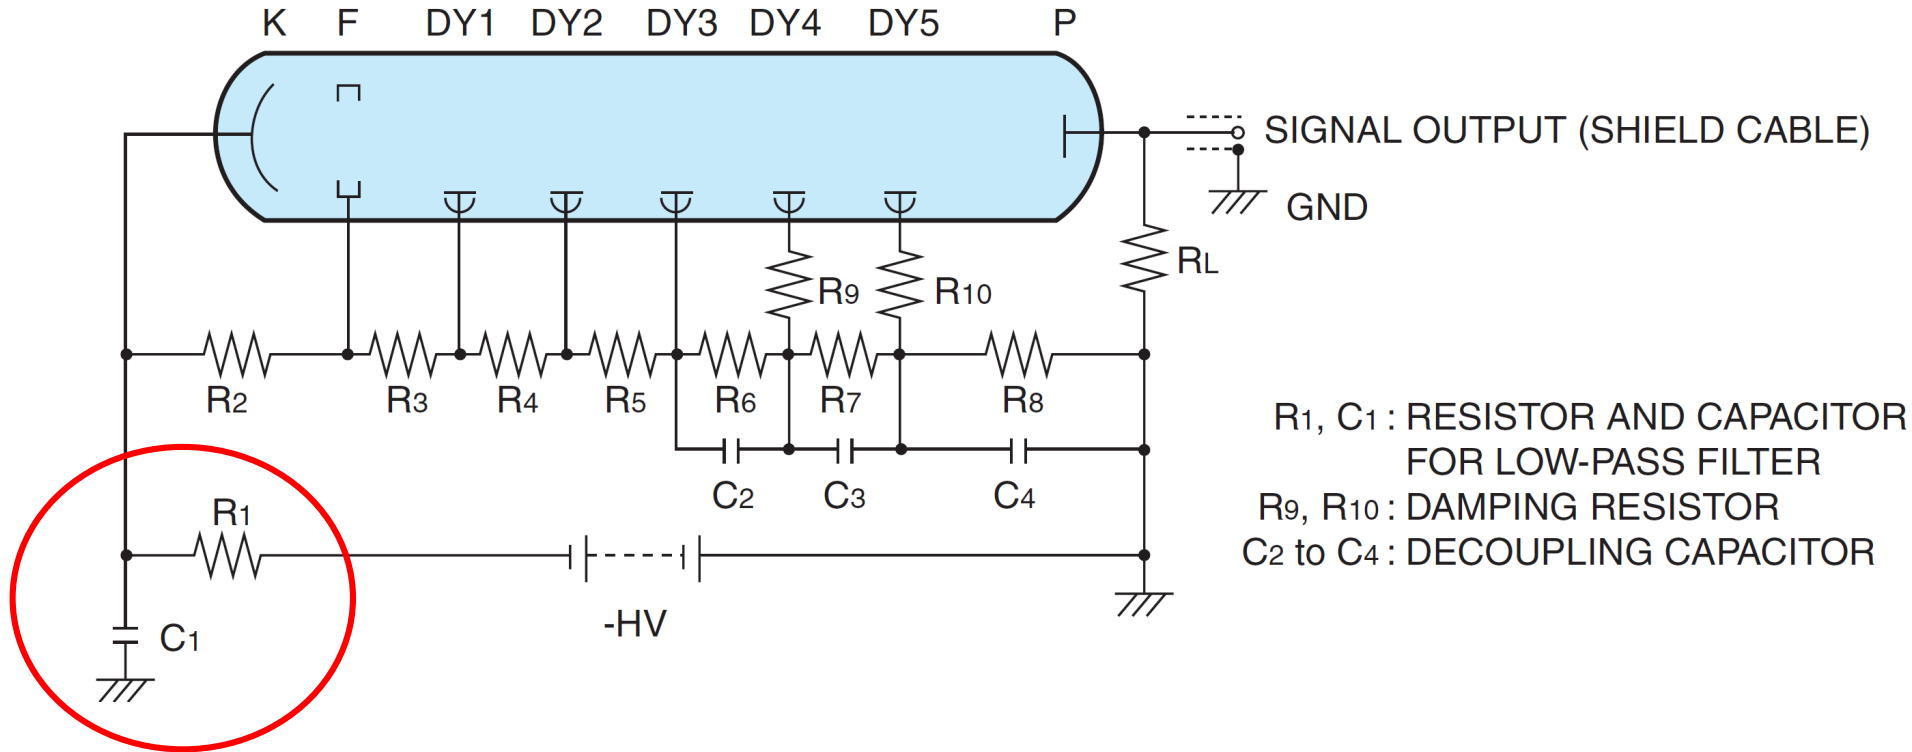 K F DY1 DY2 DY3 DY4 DY5 P
SIGNAL OUTPUT (SHIELD CABLE)
GND
RL
R9 R10
R2 R3 R4 R5 R6 R7 R8
R1, C1 : RESISTOR AND CAPACITOR
FOR LOW-PASS FILTER
R9, R10 : DAMPING RESISTOR
C2 to C4 : DECOUPLING CAPACITOR
C2 C3 C4
R1
-HV
C1